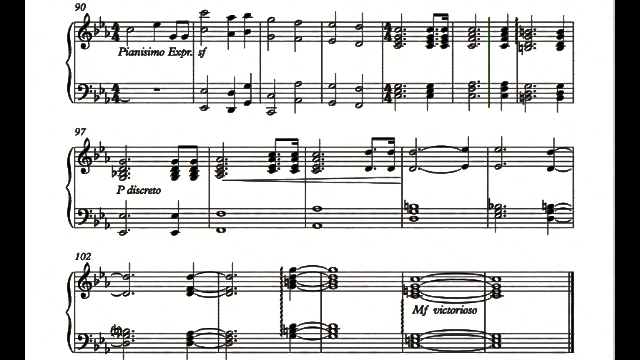 90
Pianisimo Expr. sf
97
P discreto
102
Mf victorioso